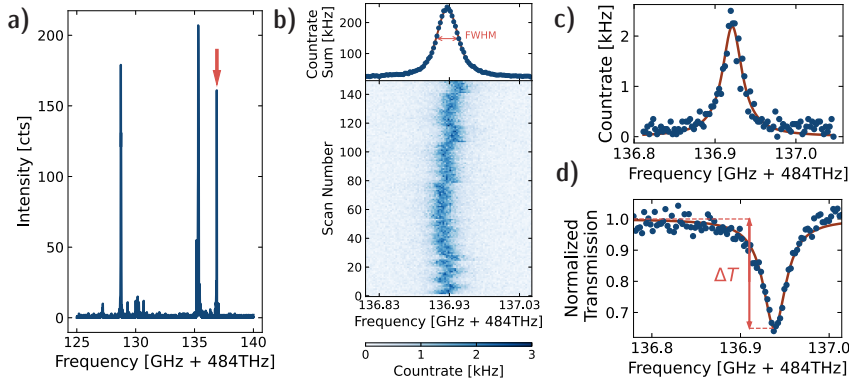 a)
Intensity [cts]
200
150
100
50
0
125
130
135
140
Frequency [GHz + 484THz]
b)
Countrate
Sum [kHz]
200
100
FWHM
Scan Number
140
120
100
80
60
40
20
0
136.83
136.93
137.03
Frequency [GHz + 484THz]
0
1
2
3
Countrate [kHz]
c)
Countrate [kHz]
2
1
0
136.8
136.9
137.0
Frequency [GHz + 484THz]
d)
Normalized
Transmission
1.0
0.9
0.8
0.7
ΔT
136.8
136.9
137.0
Frequency [GHz + 484THz]